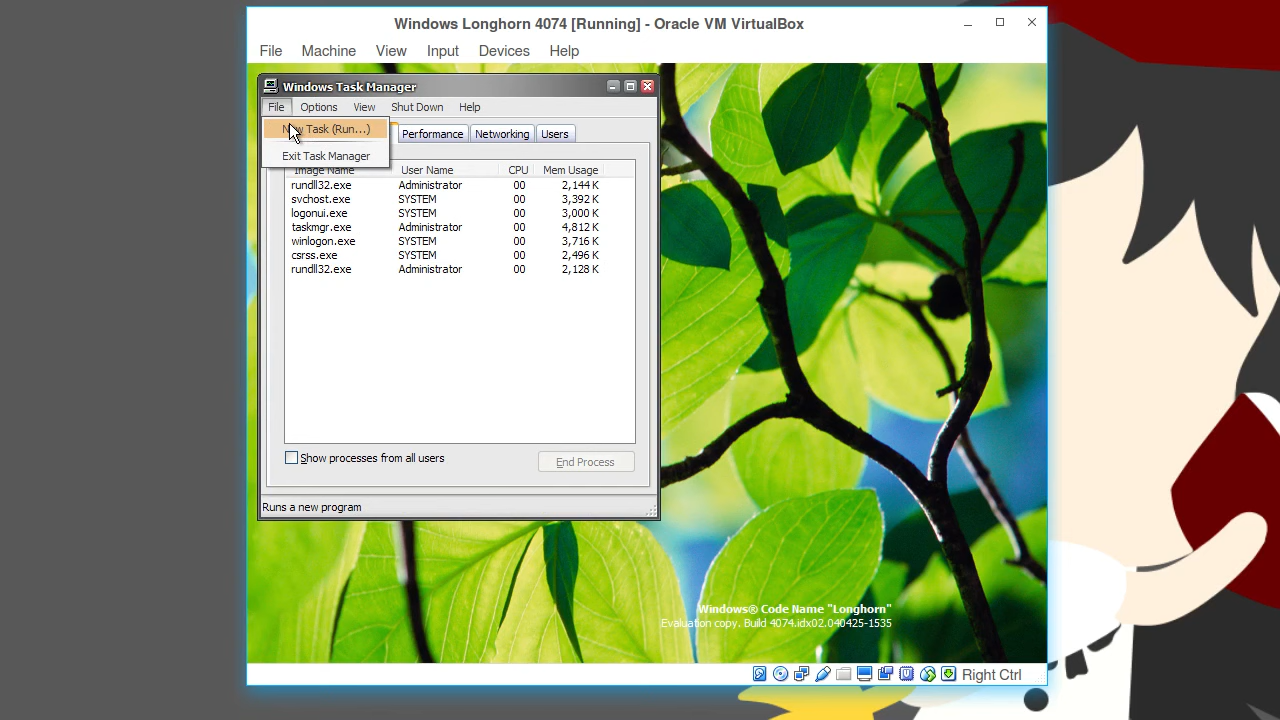 Windows Longhorn 4074 [Running] - Oracle VM VirtualBox
File Machine View Input Devices Help
Windows Task Manager
File Options View Shut Down Help
Task (Run...)
Performance Networking Users
Exit Task Manager
Image Name User Name CPU Mem Usage
rundll32.exe Administrator 00 2,144 K
svchost.exe SYSTEM 00 3,392 K
logonui.exe SYSTEM 00 3,000 K
taskmgr.exe Administrator 00 4,812 K
winlogon.exe SYSTEM 00 3,716 K
csrss.exe SYSTEM 00 2,496 K
rundll32.exe Administrator 00 2,128 K
Show processes from all users
End Process
Runs a new program
Windows® Code Name "Longhorn"
Evaluation copy. Build 4074.idx02.040425-1535
Right Ctrl